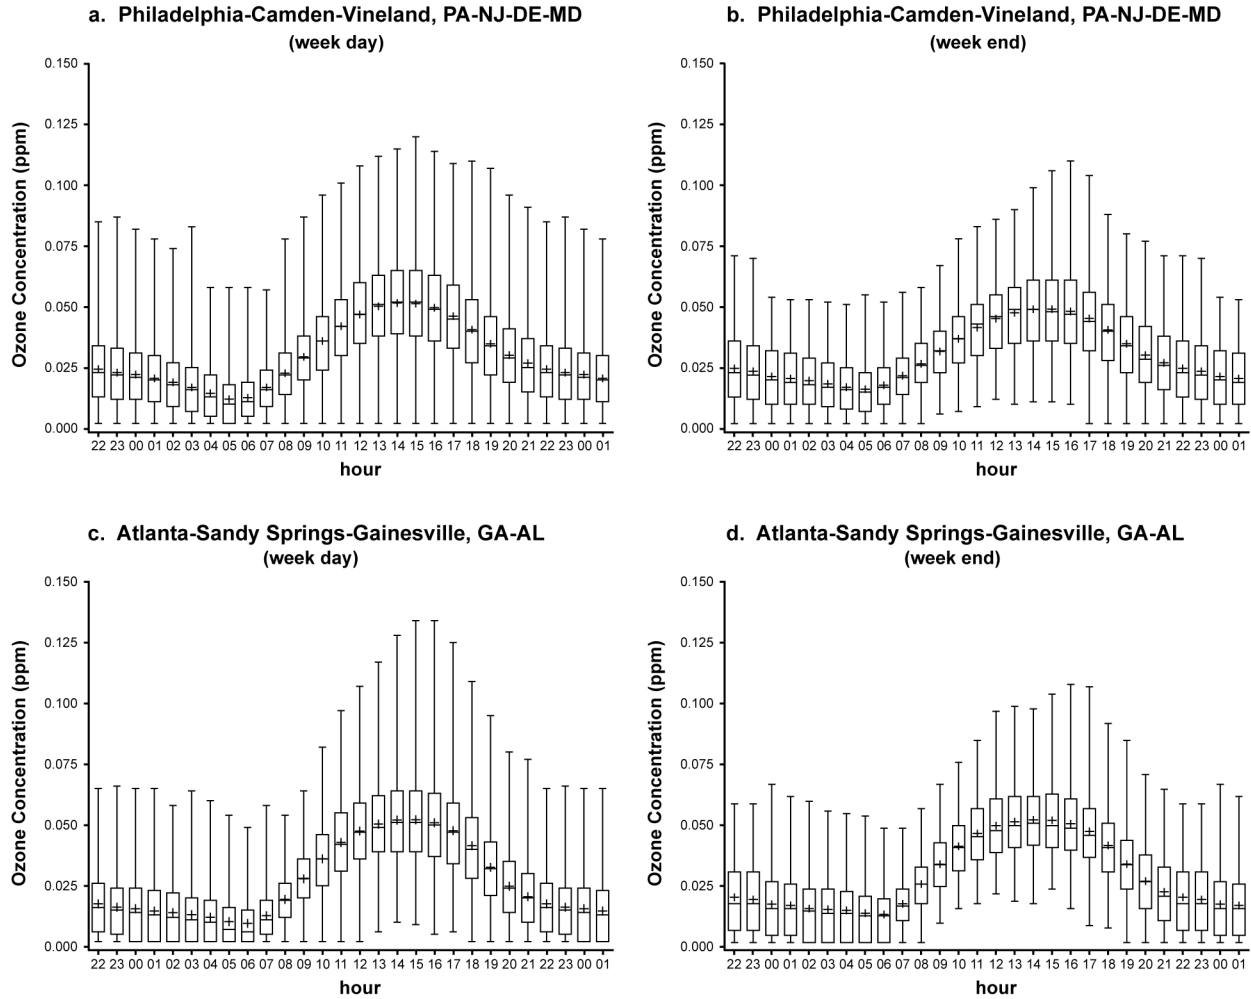 a. Philadelphia-Camden-Vineland, PA-NJ-DE-MD
(week day)
Ozone Concentration (ppm)
0.150
0.125
0.100
0.075
0.050
0.025
0.000
22 23 00 01 02 03 04 05 06 07 08 09 10 11 12 13 14 15 16 17 18 19 20 21 22 23 00 01
hour
b. Philadelphia-Camden-Vineland, PA-NJ-DE-MD
(week end)
Ozone Concentration (ppm)
0.150
0.125
0.100
0.075
0.050
0.025
0.000
22 23 00 01 02 03 04 05 06 07 08 09 10 11 12 13 14 15 16 17 18 19 20 21 22 23 00 01
hour
c. Atlanta-Sandy Springs-Gainesville, GA-AL
(week day)
Ozone Concentration (ppm)
0.150
0.125
0.100
0.075
0.050
0.025
0.000
22 23 00 01 02 03 04 05 06 07 08 09 10 11 12 13 14 15 16 17 18 19 20 21 22 23 00 01
hour
d. Atlanta-Sandy Springs-Gainesville, GA-AL
(week end)
Ozone Concentration (ppm)
0.150
0.125
0.100
0.075
0.050
0.025
0.000
22 23 00 01 02 03 04 05 06 07 08 09 10 11 12 13 14 15 16 17 18 19 20 21 22 23 00 01
hour